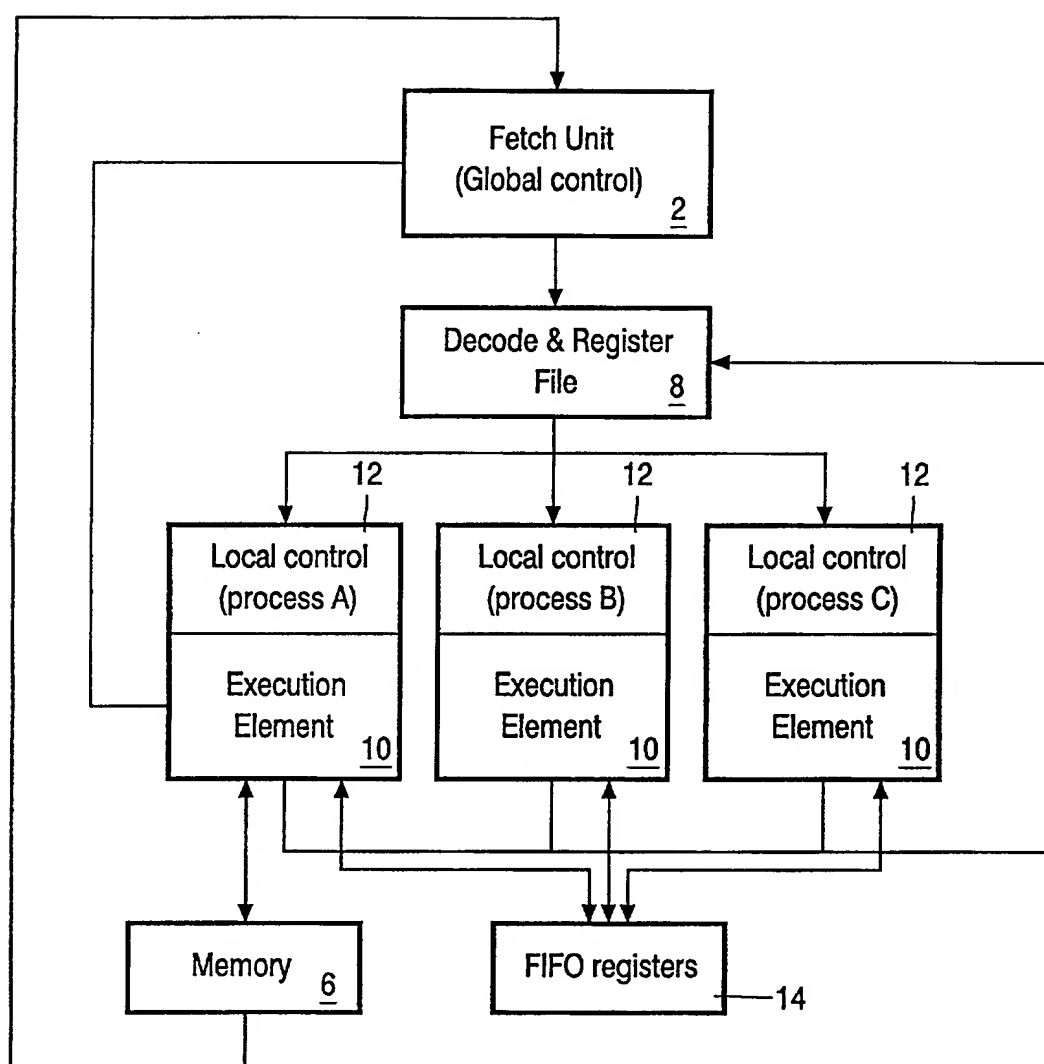 Fetch Unit
(Global control)
2
Decode & Register
File
8
12
12
12
Local control
(process A)
Local control
(process B)
Local control
(process C)
Execution
Element
10
Execution
Element
10
Execution
Element
10
Memory
6
FIFO registers
14